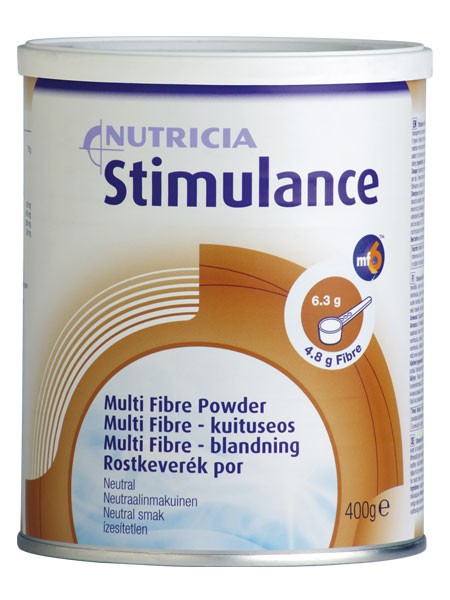 NUTRICIA
Stimulance
mf6™
6.3 g
4.8 g Fibre
Multi Fibre Powder
Multi Fibre - kuituseos
Multi Fibre - blandning
Rostkeverék por
Neutral
Neutraalinmakuinen
Neutral smak
ízesítetlen
400g e